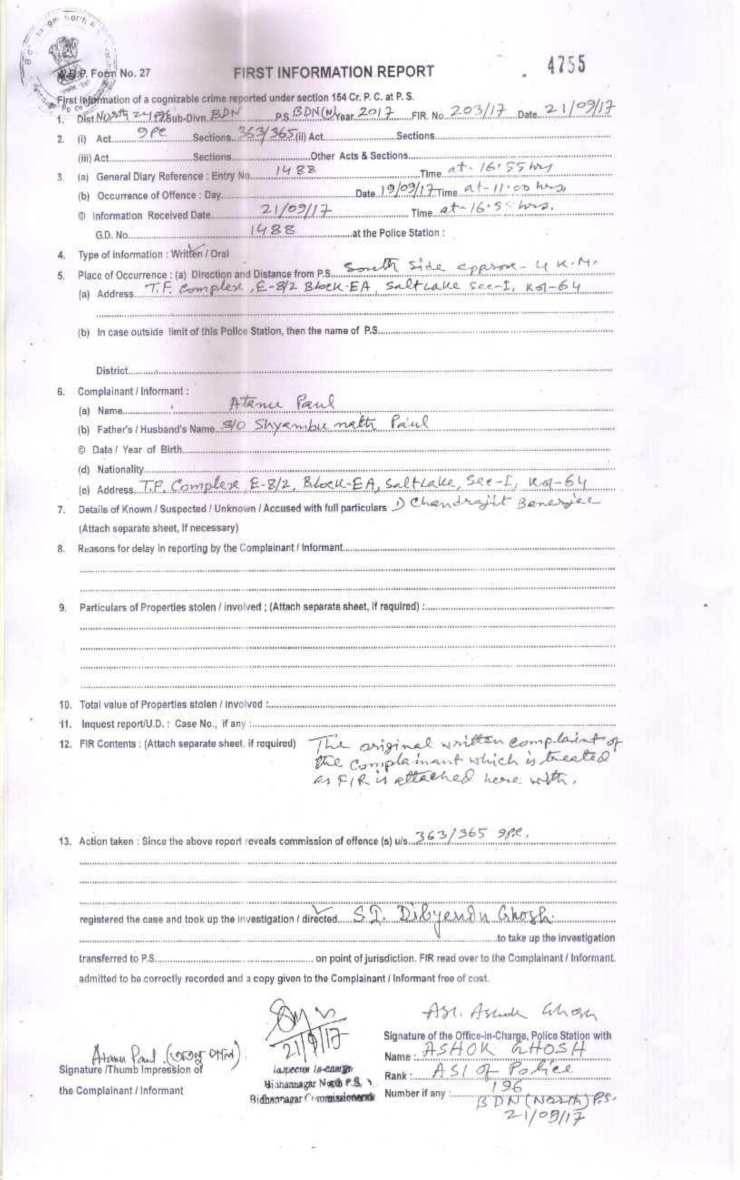 4755
W.B.P. Form No. 27 FIRST INFORMATION REPORT
First Information of a cognizable crime reported under section 154 Cr. P. C. at P. S.
1. Dist. North 24 Pgs Sub-Divn. BDN P.S. BDN(N) Year 2017 FIR. No. 203/17 Date 21/09/17
2. (i) Act IPC Sections 363/365 (ii) Act Sections
(iii) Act Sections Other Acts & Sections
3. (a) General Diary Reference : Entry No. 1488 Time at - 16.55 hrs
(b) Occurrence of Offence : Day Date 19/09/17 Time at - 11.00 hrs,
© Information Received Date 21/09/17 Time at - 16.55 hrs.
G.D. No. 1488 at the Police Station :
4. Type of information : Written / Oral
5. Place of Occurrence : (a) Direction and Distance from P.S. South Side approx - 4 K.M.
(a) Address T.F. Complex, E-8/2 Block-EA, Saltlake Sec-I, Kol-64
(b) In case outside limit of this Police Station, then the name of P.S.
District
6. Complainant / Informant :
(a) Name Atanu Paul
(b) Father's / Husband's Name S/O Shyambu nath Paul
© Date / Year of Birth
(d) Nationality
(e) Address T.F. Complex, E-8/2, Block-EA, Saltlake, Sec-I, Kol-64
7. Details of Known / Suspected / Unknown / Accused with full particulars 1) Chandrajit Banerjee
(Attach separate sheet, If necessary)
8. Reasons for delay in reporting by the Complainant / Informant
9. Particulars of Properties stolen / involved ; (Attach separate sheet, if required) :
10. Total value of Properties stolen / involved :
11. Inquest report/U.D. : Case No., if any :
12. FIR Contents : (Attach separate sheet, if required) The original written complaint of
the complainant which is treated
as F/R is attached here with.
13. Action taken : Since the above report reveals commission of offence (s) u/s. 363/365 IPC.
registered the case and took up the investigation / directed S.I. Dibyendu Ghosh.
to take up the investigation
transferred to P.S. on point of jurisdiction. FIR read over to the Complainant / Informant.
admitted to be correctly recorded and a copy given to the Complainant / Informant free of cost.
ASI. Ashok Ghosh
21/9/17
Signature of the Office-in-Charge, Police Station with
Atanu Paul
Signature /Thumb Impression of
the Complainant / Informant
Inspector In-charge
Bidhannagar North P.S.
Bidhannagar Commissionerate
Name : ASHOK GHOSH
Rank : ASI of Police
Number if any : 196
BDN (North) P.S.
21/09/17